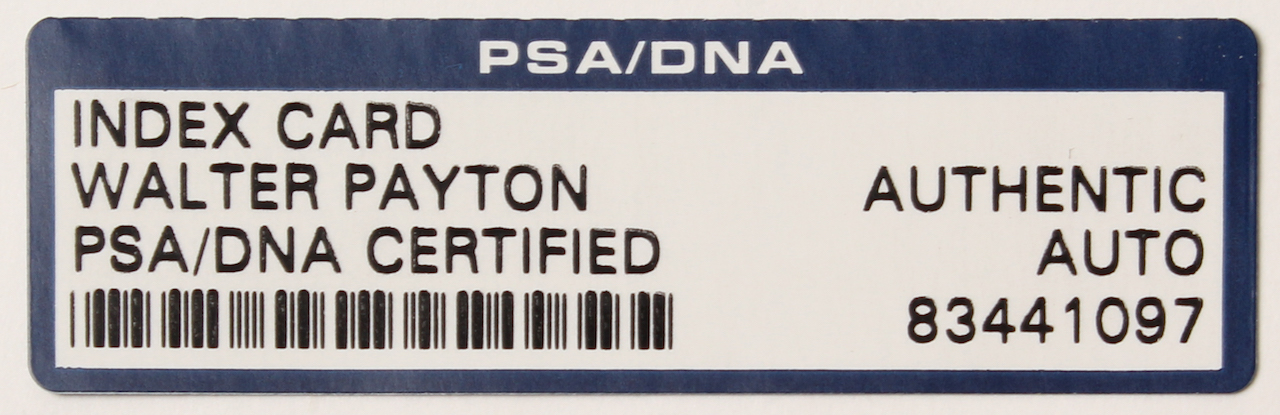 PSA/DNA
INDEX CARD
WALTER PAYTON AUTHENTIC
PSA/DNA CERTIFIED AUTO
83441097